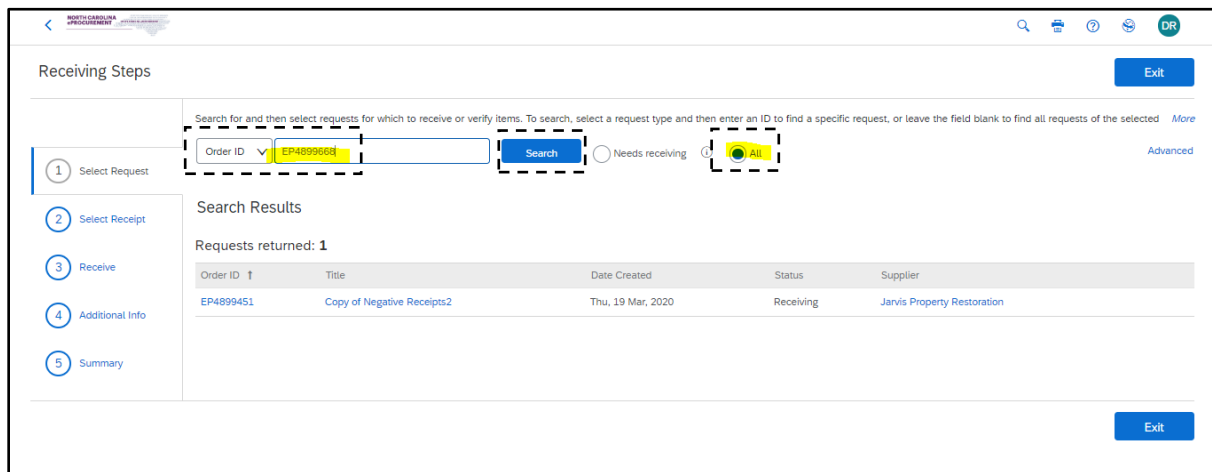 NORTH CAROLINA
ePROCUREMENT
DR
Receiving Steps
Exit
Search for and then select requests for which to receive or verify items. To search, select a request type and then enter an ID to find a specific request, or leave the field blank to find all requests of the selected More
Order ID EP4899668 Search Needs receiving All Advanced
1 Select Request
2 Select Receipt
3 Receive
4 Additional Info
5 Summary
Search Results
Requests returned: 1
Order ID ↑ Title Date Created Status Supplier
EP4899451 Copy of Negative Receipts2 Thu, 19 Mar, 2020 Receiving Jarvis Property Restoration
Exit